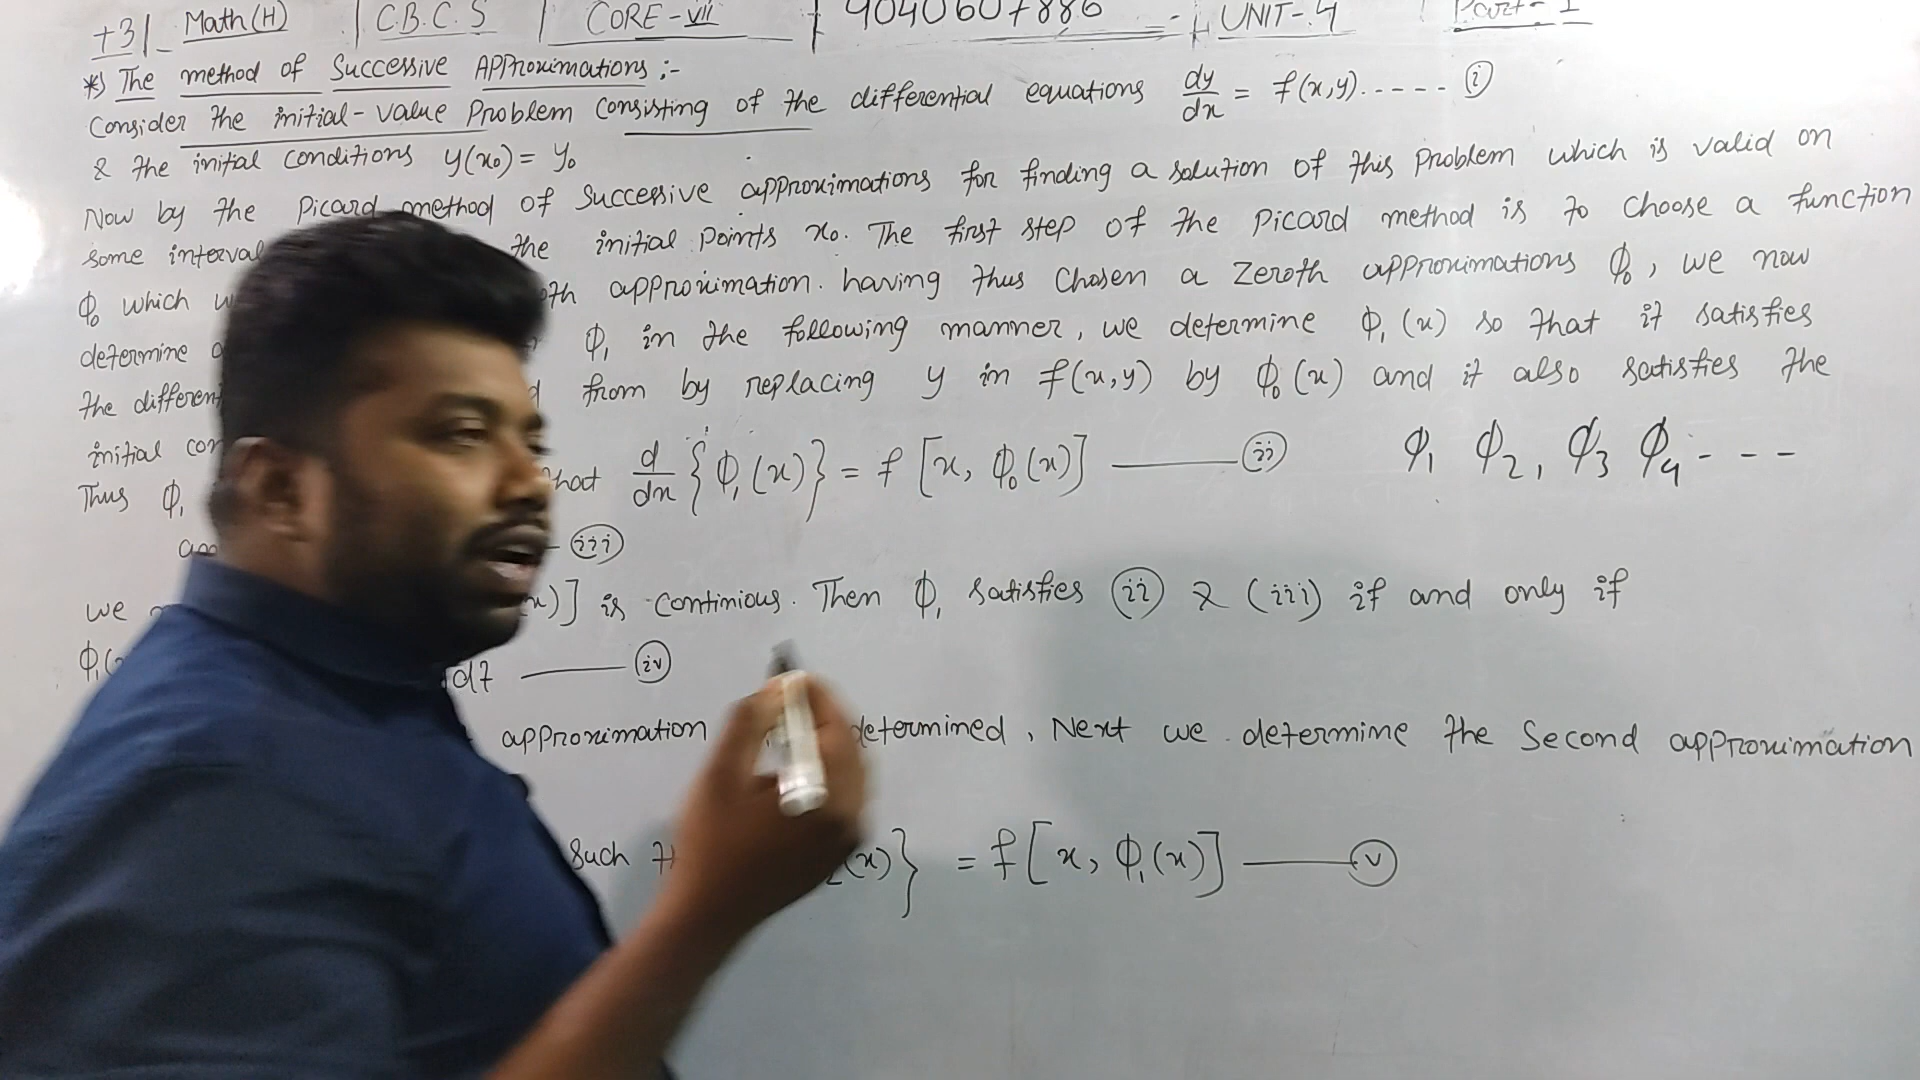 +3 | Math (H) | C.B.C.S | CORE - VII | 9040607886 UNIT - 4 | Part - I
*) The method of Successive APProximations :-
Consider the initial - value Problem Consisting of the differential equations dy/dx = f(x,y) ..... (i)
& the initial conditions y(x₀) = y₀
Now by the Picard method of Successive approximations for finding a solution of this Problem which is valid on
some interval the initial Points x₀. The first step of the Picard method is to choose a function
ϕ₀ which approximation. having thus Chosen a Zeroth approximations ϕ₀, we now
determine ϕ₁ in the following manner, we determine ϕ₁(x) so that it satisfies
the from by replacing y in f(x,y) by ϕ₀(x) and it also satisfies the
initial
Thus ϕ₁ d/dx {ϕ₁(x)} = f [x, ϕ₀(x)] —— (ii) ϕ₁ ϕ₂, ϕ₃ ϕ₄ - - -
— (iii)
we x)] is continious. Then ϕ₁ satisfies (ii) & (iii) if and only if
ϕ₁( dt —— (iv)
approximation determined, Next we determine the Second approximation
Such (x)} = f [x, ϕ₁(x)] —— (v)